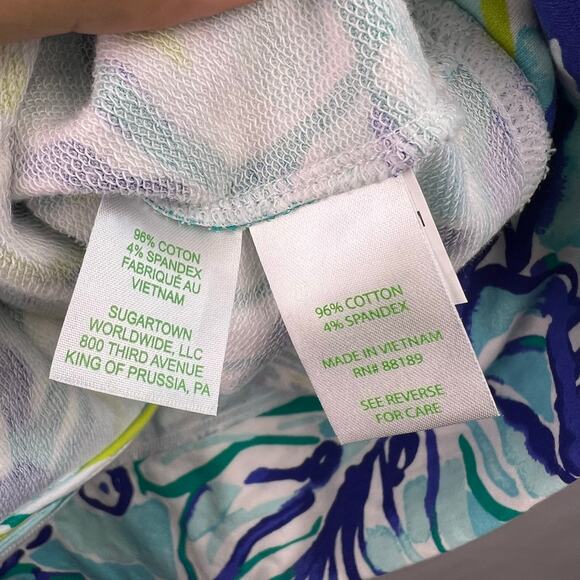 96% COTON
4% SPANDEX
FABRIQUÉ AU
VIETNAM
SUGARTOWN
WORLDWIDE, LLC
800 THIRD AVENUE
KING OF PRUSSIA, PA
96% COTTON
4% SPANDEX
MADE IN VIETNAM
RN# 88189
SEE REVERSE
FOR CARE